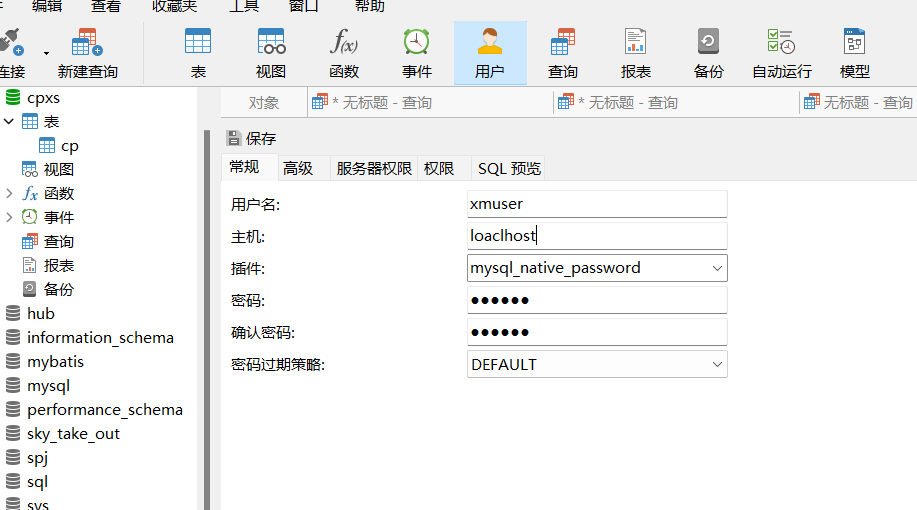 编辑 查看 收藏夹 工具 窗口 帮助
连接 新建查询 表 视图 函数 事件 用户 查询 报表 备份 自动运行 模型
对象 * 无标题 - 查询 * 无标题 - 查询 无标题 - 查询
保存
常规 高级 服务器权限 权限 SQL 预览
用户名: xmuser
主机: loaclhost
插件: mysql_native_password
密码: ●●●●●●
确认密码: ●●●●●●
密码过期策略: DEFAULT
cpxs
表
cp
视图
函数
事件
查询
报表
备份
hub
information_schema
mybatis
mysql
performance_schema
sky_take_out
spj
sql
sys